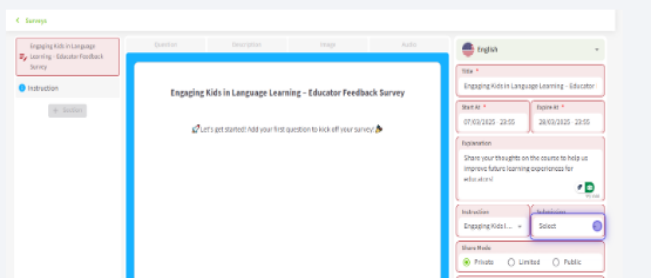 Surveys
Engaging Kids in Language
Learning - Educator Feedback
Survey
Instruction
+ Section
Question
Description
Image
Audio
Engaging Kids in Language Learning – Educator Feedback Survey
🚀Let's get started! Add your first question to kick off your survey!🎉
English
Title *
Engaging Kids in Language Learning – Educator
Start At *
Expire At *
07/03/2025 23:55
28/03/2025 23:55
Explanation
Share your thoughts on the course to help us
improve future learning experiences for
educators!
Instruction
Submissions
Engaging Kids I...
Select
Share Mode
Private
Limited
Public